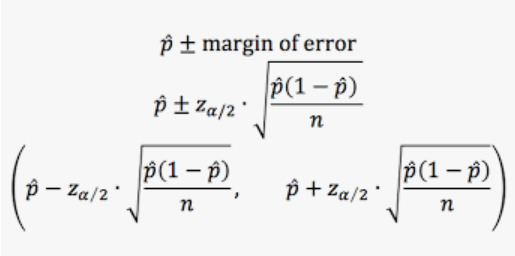 p̂ ± margin of error
p̂ ± z_{α/2} · √(p̂(1 − p̂)/n)
(p̂ − z_{α/2} · √(p̂(1 − p̂)/n), p̂ + z_{α/2} · √(p̂(1 − p̂)/n))